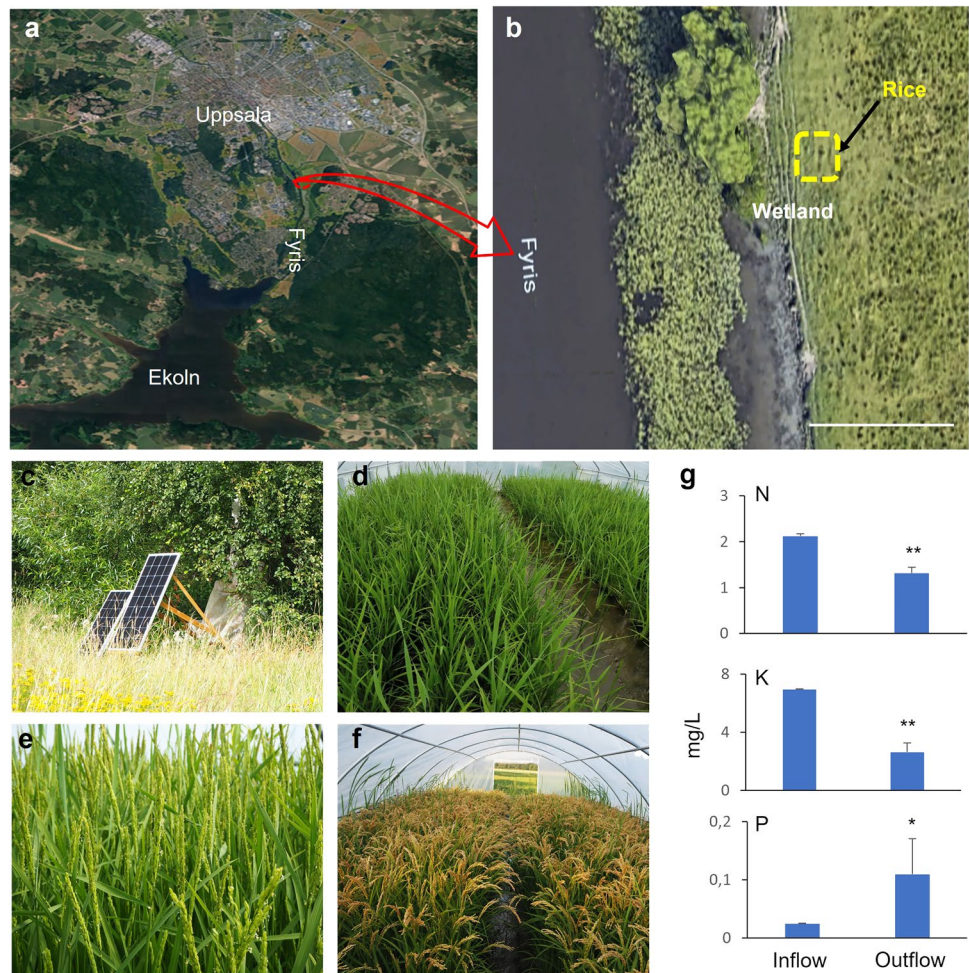 a
Uppsala
Fyris
Ekoln
b
Rice
Wetland
Fyris
c
d
e
f
g
mg/L
N
3
2
1
0
**
K
8
4
0
**
P
0,2
0,1
0
*
Inflow Outflow